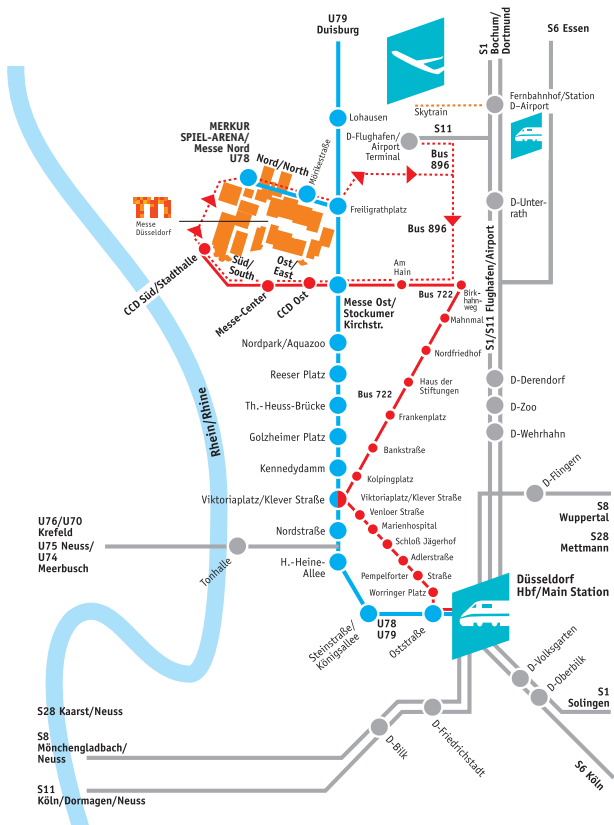 U79
Duisburg
S1
Bochum/
Dortmund
S6 Essen
Fernbahnhof/Station
D-Airport
Skytrain
Lohausen
D-Flughafen/
Airport
Terminal
S11
Bus
896
MERKUR
SPIEL-ARENA/
Messe Nord
U78
Nord/North
Mörikestraße
Freiligrathplatz
D-Unter-
rath
Messe
Düsseldorf
Bus 896
CCD Süd/Stadthalle
Süd/
South
Ost/
East
Messe-Center
CCD Ost
Am
Hain
Messe Ost/
Stockumer
Kirchstr.
Bus 722
Birk-
hahn-
weg
S1/S11 Flughafen/Airport
Mahnmal
Nordpark/Aquazoo
Nordfriedhof
Reeser Platz
Haus der
Stiftungen
D-Derendorf
Bus 722
Th.-Heuss-Brücke
D-Zoo
Frankenplatz
Golzheimer Platz
D-Wehrhahn
Rhein/Rhine
Bankstraße
Kennedydamm
Kolpingplatz
D-Flingern
Viktoriaplatz/Klever Straße
Viktoriaplatz/Klever Straße
S8
Wuppertal
Venloer Straße
U76/U70
Krefeld
U75 Neuss/
U74
Meerbusch
Nordstraße
Marienhospital
S28
Mettmann
Schloß Jägerhof
Tonhalle
H.-Heine-
Allee
Adlerstraße
Pempelforter
Straße
Worringer Platz
Düsseldorf
Hbf/Main Station
U78
U79
Steinstraße/
Königsallee
Oststraße
D-Volksgarten
D-Oberbilk
S1
Solingen
S28 Kaarst/Neuss
S8
Mönchengladbach/
Neuss
D-Bilk
D-Friedrichstadt
S6 Köln
S11
Köln/Dormagen/Neuss